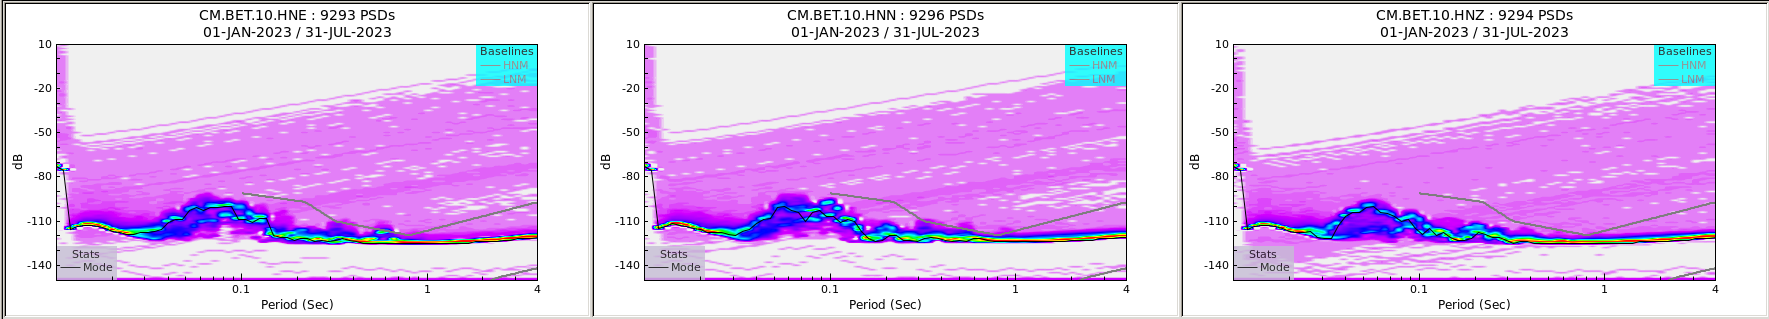 CM.BET.10.HNE : 9293 PSDs
01-JAN-2023 / 31-JUL-2023
10
-20
-50
-80
-110
-140
dB
Baselines
HNM
LNM
Stats
Mode
0.1
1
4
Period (Sec)
CM.BET.10.HNN : 9296 PSDs
01-JAN-2023 / 31-JUL-2023
10
-20
-50
-80
-110
-140
dB
Baselines
HNM
LNM
Stats
Mode
0.1
1
4
Period (Sec)
CM.BET.10.HNZ : 9294 PSDs
01-JAN-2023 / 31-JUL-2023
10
-20
-50
-80
-110
-140
dB
Baselines
HNM
LNM
Stats
Mode
0.1
1
4
Period (Sec)